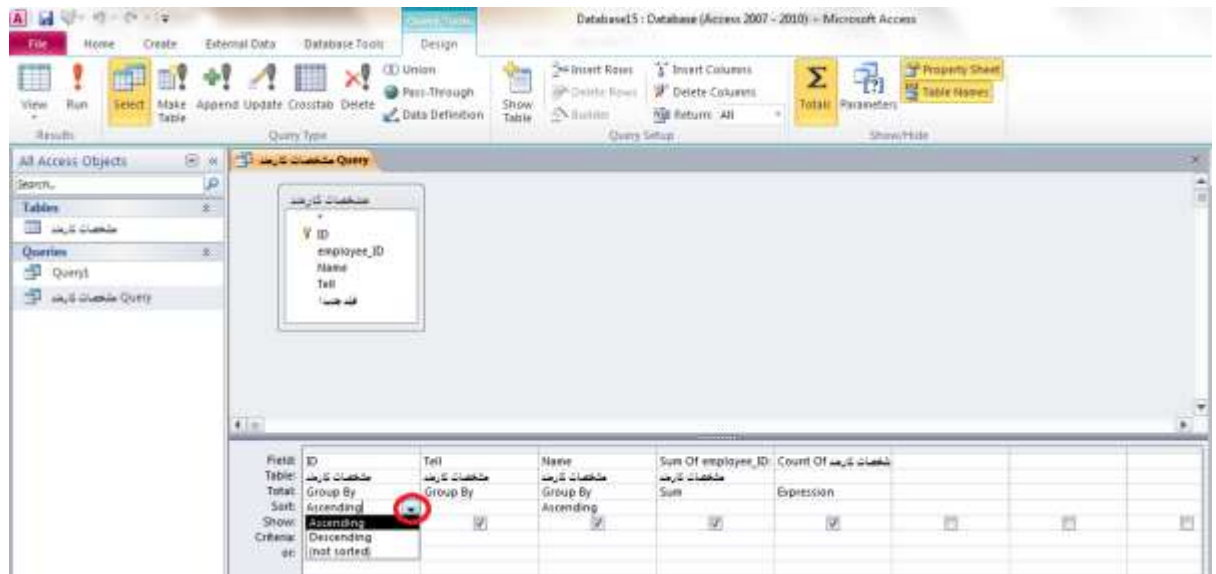 Query Tools
Database15 : Database (Access 2007 - 2010) - Microsoft Access
File Home Create External Data Database Tools Design
View Run Select Make Table Append Update Crosstab Delete
Union
Pass-Through
Data Definition
Show Table
Insert Rows
Delete Rows
Builder
Insert Columns
Delete Columns
Return: All
Totals Parameters
Property Sheet
Table Names
Results Query Type Query Setup Show/Hide
All Access Objects
Search...
Tables
مشخصات کارمند
Queries
Query1
مشخصات کارمند Query
مشخصات کارمند Query
مشخصات کارمند
*
ID
employee_ID
Name
Tell
فیلد جدید1
Field: ID Tell Name Sum Of employee_ID: Count Of مشخصات کارمند
Table: مشخصات کارمند مشخصات کارمند مشخصات کارمند مشخصات کارمند
Total: Group By Group By Group By Sum Expression
Sort: Ascending Ascending
Show: Ascending
Criteria: Descending
or: (not sorted)